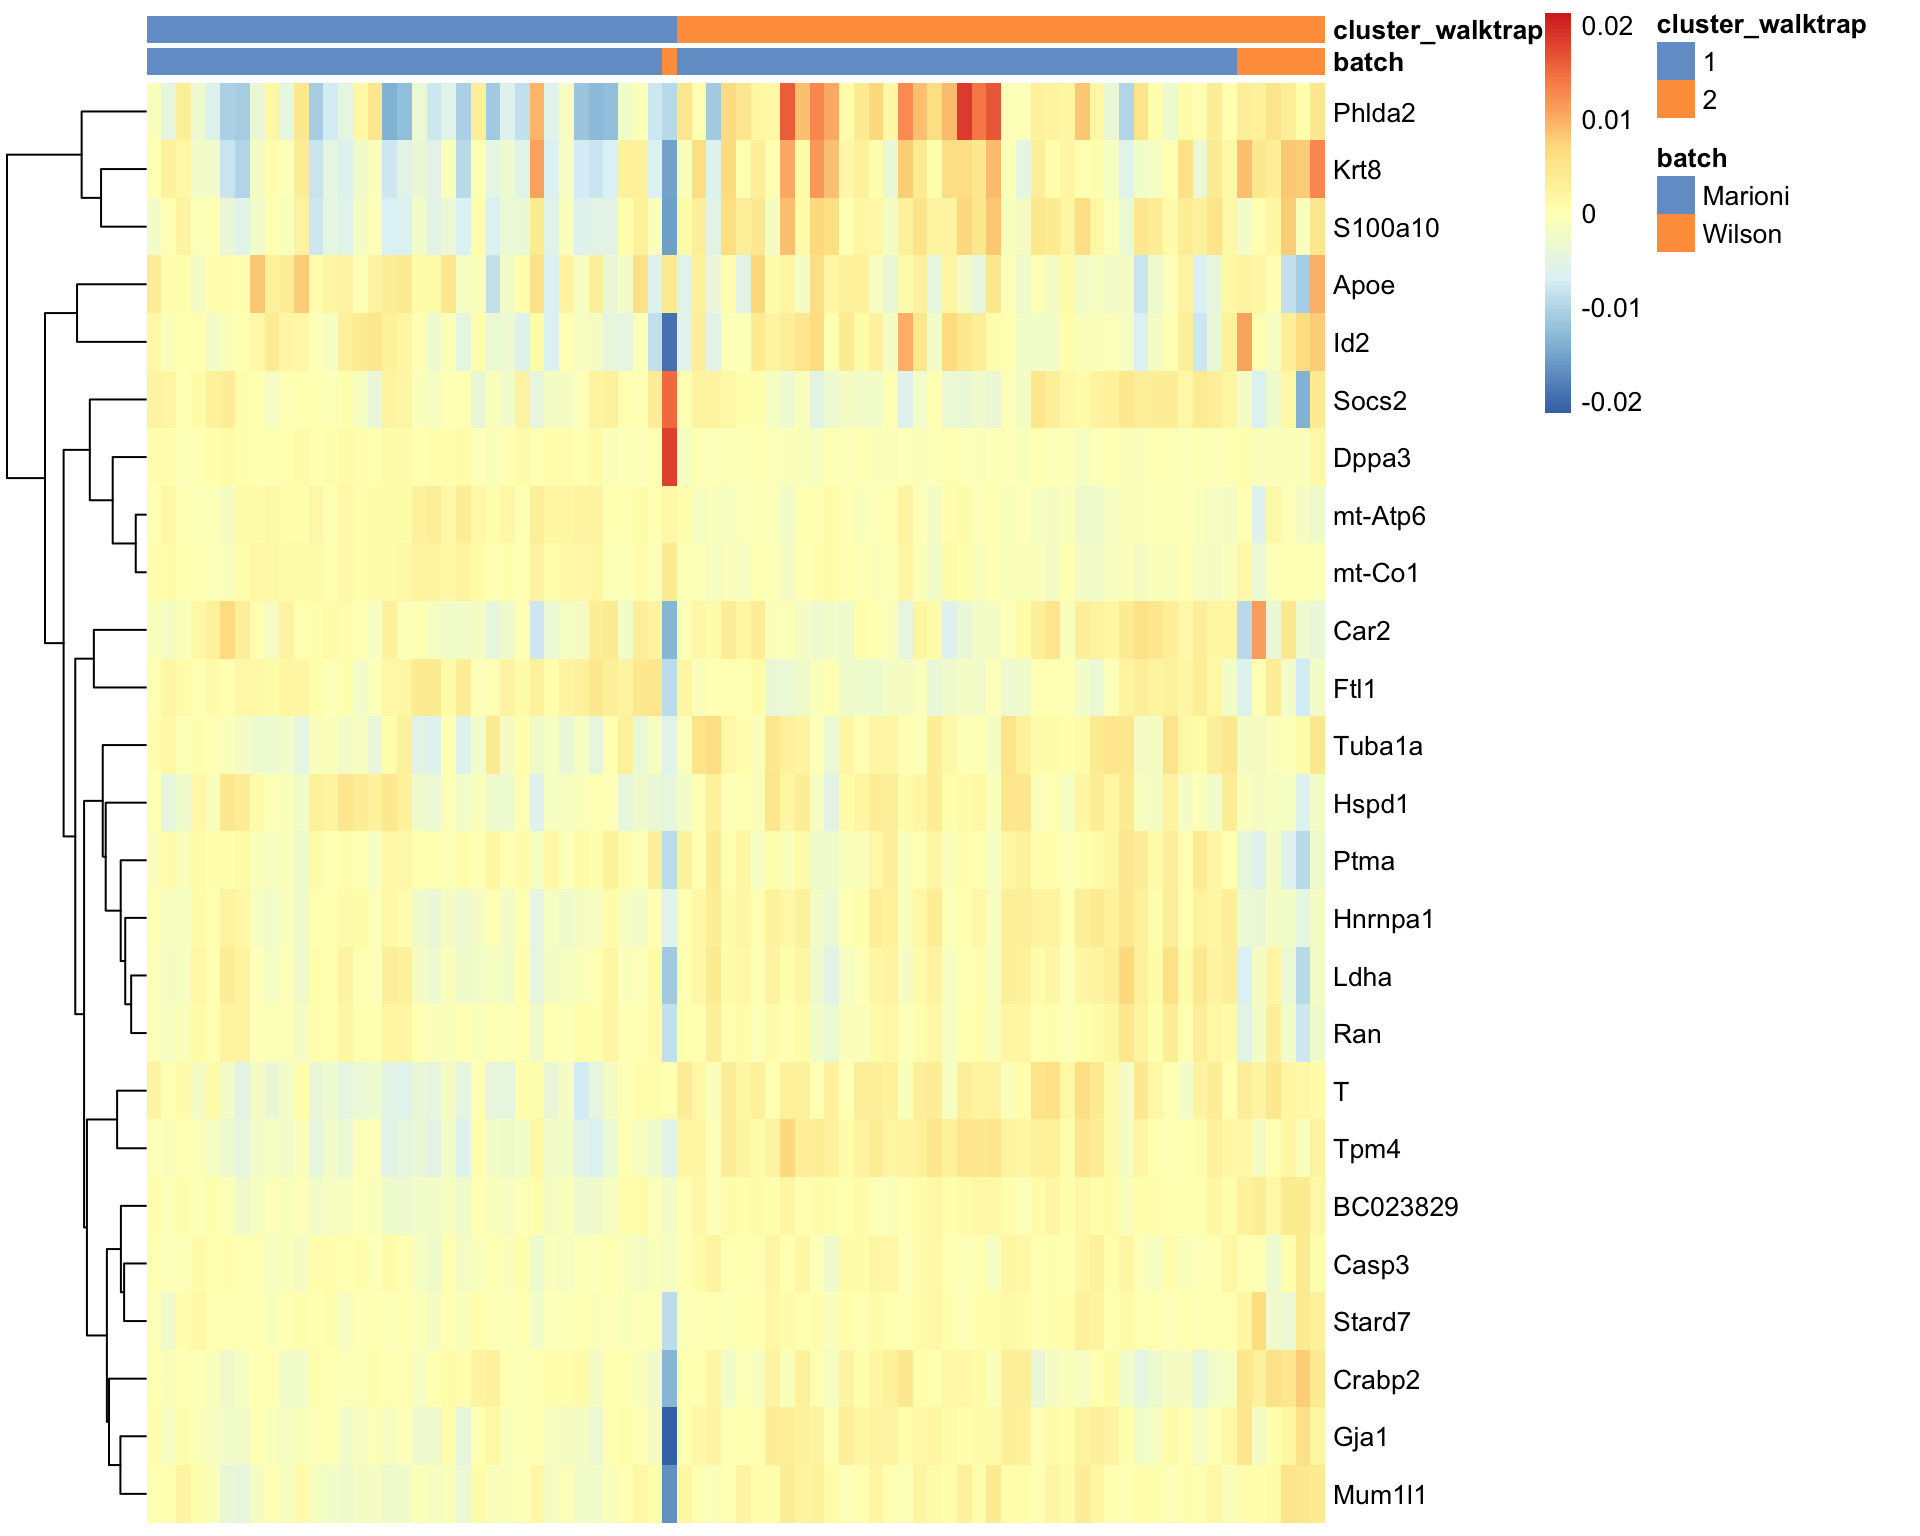 cluster_walktrap
batch
Phlda2
Krt8
S100a10
Apoe
Id2
Socs2
Dppa3
mt-Atp6
mt-Co1
Car2
Ftl1
Tuba1a
Hspd1
Ptma
Hnrnpa1
Ldha
Ran
T
Tpm4
BC023829
Casp3
Stard7
Crabp2
Gja1
Mum1l1
0.02
0.01
0
-0.01
-0.02
cluster_walktrap
1
2
batch
Marioni
Wilson